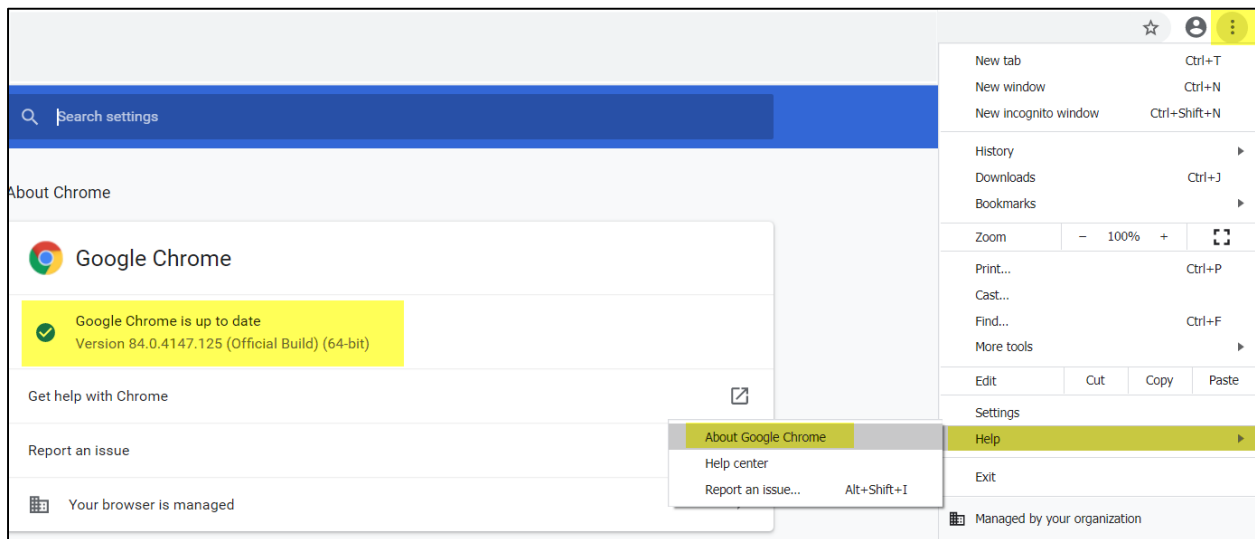 Search settings
About Chrome
Google Chrome
Google Chrome is up to date
Version 84.0.4147.125 (Official Build) (64-bit)
Get help with Chrome
Report an issue
Your browser is managed
New tab Ctrl+T
New window Ctrl+N
New incognito window Ctrl+Shift+N
History
Downloads Ctrl+J
Bookmarks
Zoom − 100% +
Print... Ctrl+P
Cast...
Find... Ctrl+F
More tools
Edit Cut Copy Paste
Settings
Help
Exit
Managed by your organization
About Google Chrome
Help center
Report an issue... Alt+Shift+I